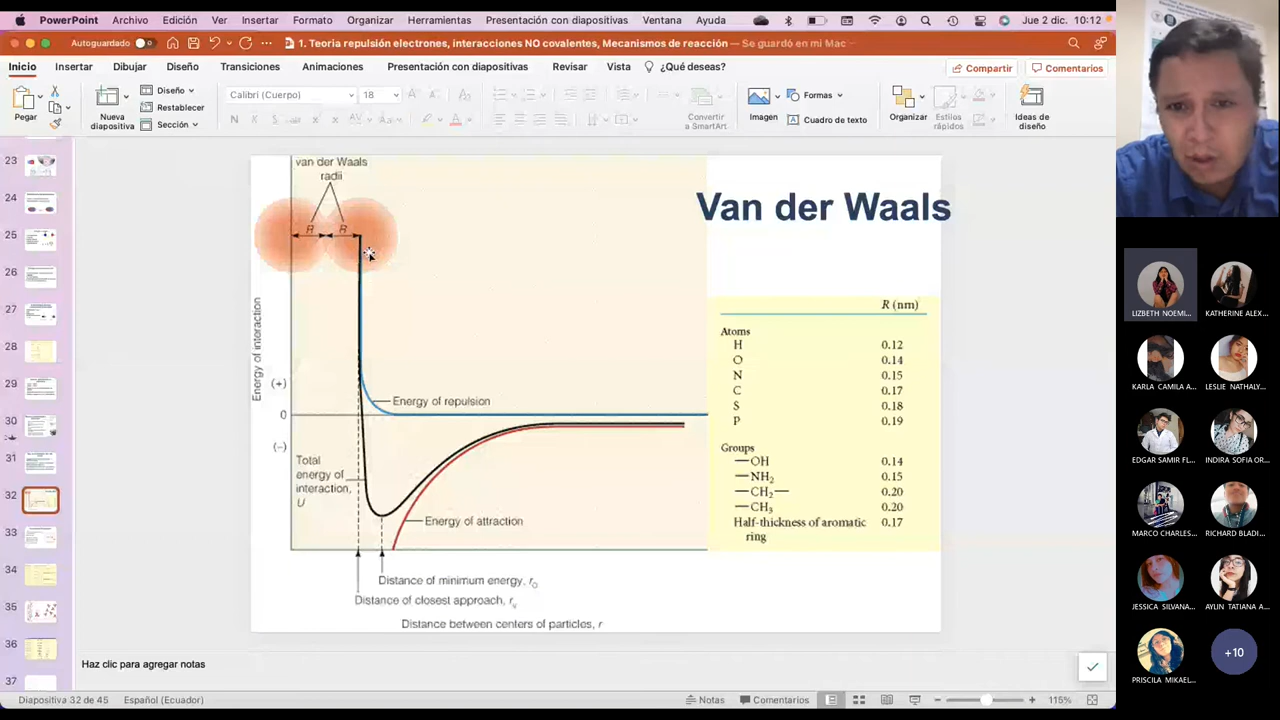 PowerPoint Archivo Edición Ver Insertar Formato Organizar Herramientas Presentación con diapositivas Ventana Ayuda Jue 2 dic. 10:12
Autoguardado 1. Teoria repulsión electrones, interacciones NO covalentes, Mecanismos de reacción — Se guardó en mi Mac
Inicio Insertar Dibujar Diseño Transiciones Animaciones Presentación con diapositivas Revisar Vista ¿Qué deseas? Compartir Comentarios
Pegar
Nueva diapositiva
Diseño
Restablecer
Sección
Calibri (Cuerpo) 18
Convertir a SmartArt
Imagen
Formas
Cuadro de texto
Organizar
Estilos rápidos
Ideas de diseño
23
24
25
26
27
28
29
30
31
32
33
34
35
36
37
van der Waals
radii
R R
Energy of interaction
(+)
0
(−)
Energy of repulsion
Total
energy of
interaction,
U
Energy of attraction
Distance of minimum energy, r₀
Distance of closest approach, rᵥ
Distance between centers of particles, r
Van der Waals
R (nm)
Atoms
H 0.12
O 0.14
N 0.15
C 0.17
S 0.18
P 0.19
Groups
—OH 0.14
—NH₂ 0.15
—CH₂— 0.20
—CH₃ 0.20
Half-thickness of aromatic 0.17
ring
Haz clic para agregar notas
Diapositiva 32 de 45 Español (Ecuador) Notas Comentarios 115%
LIZBETH NOEMI... KATHERINE ALEX...
KARLA CAMILA A... LESLIE NATHALY...
EDGAR SAMIR FL... INDIRA SOFIA OR...
MARCO CHARLES... RICHARD BLADI...
JESSICA SILVANA... AYLIN TATIANA A...
PRISCILA MIKAEL... +10